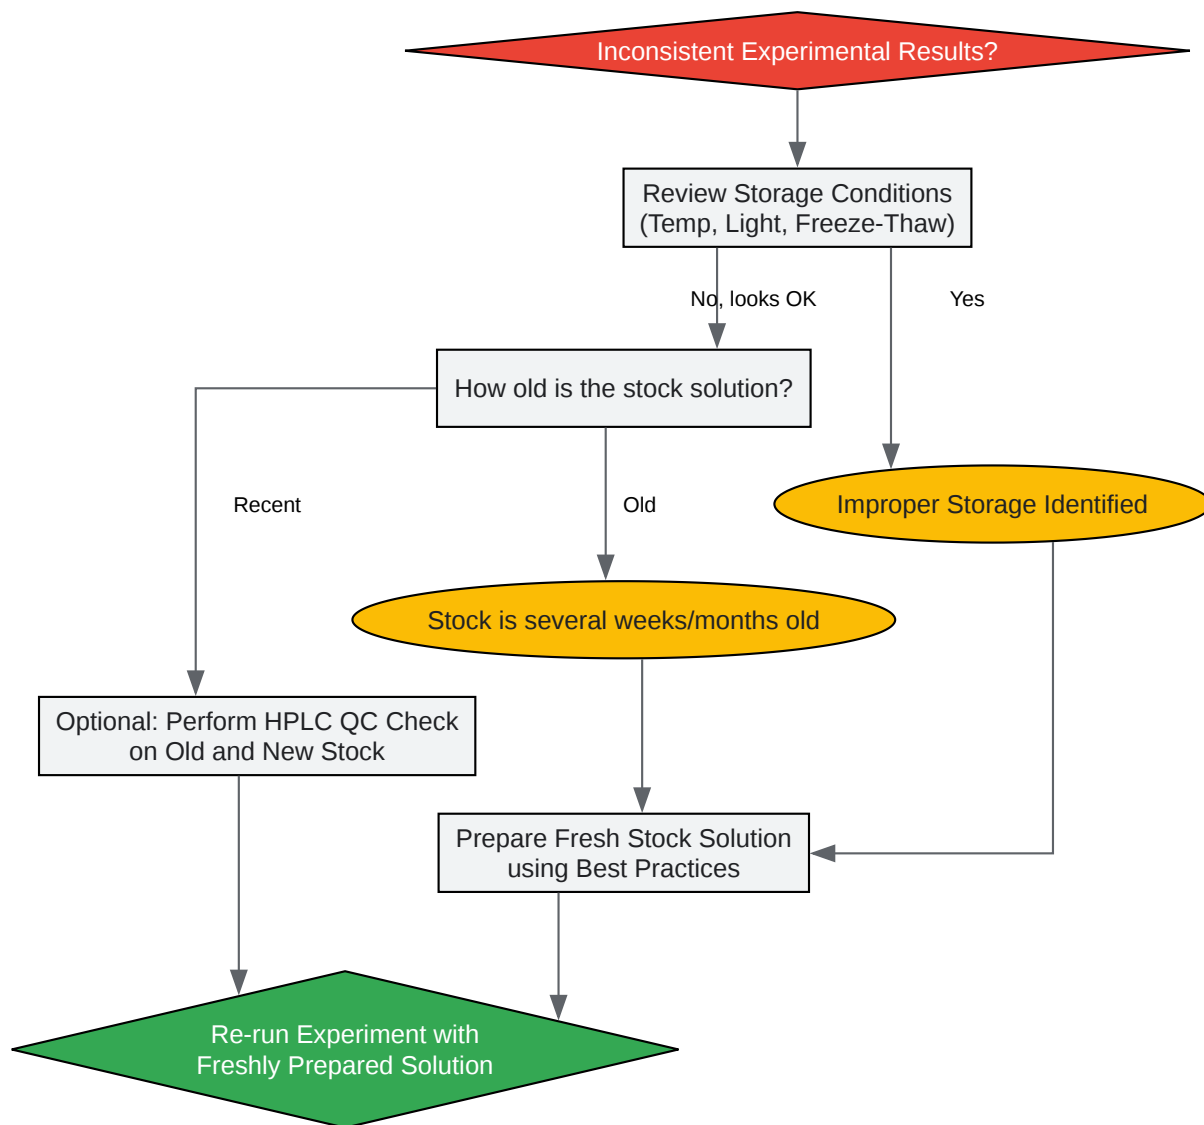 Inconsistent Experimental Results?
Review Storage Conditions
(Temp, Light, Freeze-Thaw)
No, looks OK
Yes
How old is the stock solution?
Recent
Old
Improper Storage Identified
Stock is several weeks/months old
Optional: Perform HPLC QC Check
on Old and New Stock
Prepare Fresh Stock Solution
using Best Practices
Re-run Experiment with
Freshly Prepared Solution